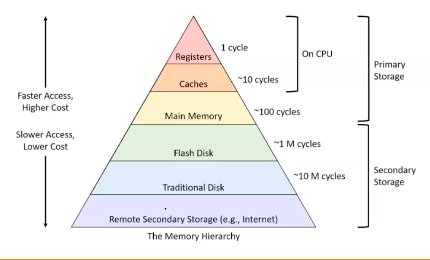 1 cycle
Registers
On CPU
~10 cycles
Caches
Primary
Storage
Faster Access,
Higher Cost
Main Memory
~100 cycles
Slower Access,
Lower Cost
Flash Disk
~1 M cycles
~10 M cycles
Secondary
Storage
Traditional Disk
Remote Secondary Storage (e.g., Internet)
The Memory Hierarchy